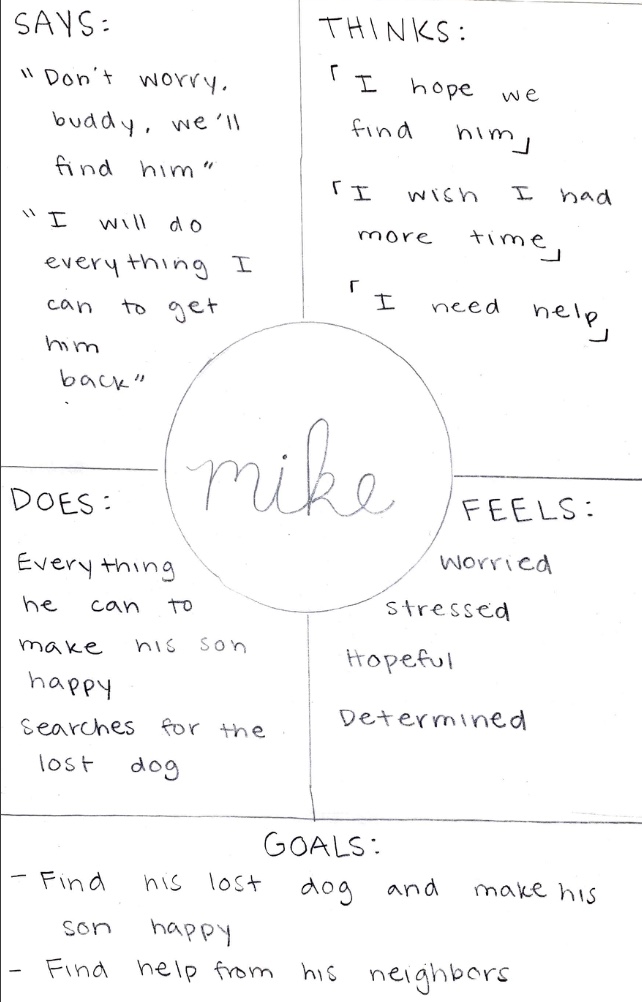 SAYS:
"Don't worry,
buddy, we'll
find him"
"I will do
everything I
can to get
him
back"
THINKS:
「I hope we
find him」
「I wish I had
more time」
「I need help」
mike
DOES:
Everything
he can to
make his son
happy
searches for the
lost dog
FEELS:
Worried
Stressed
Hopeful
Determined
GOALS:
- Find his lost dog and make his
son happy
- Find help from his neighbors